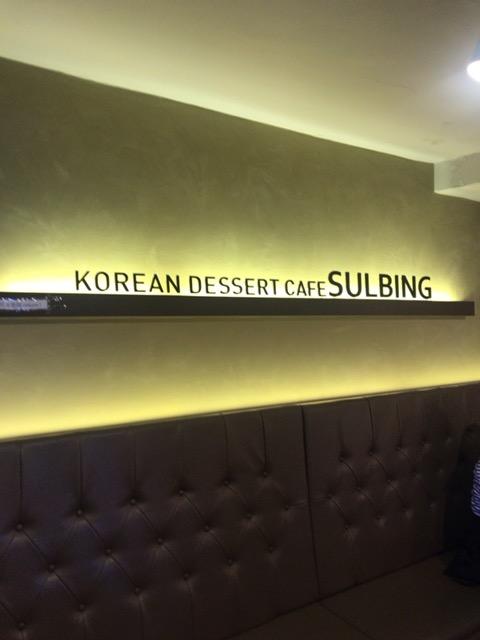 KOREAN DESSERT CAFE SULBING